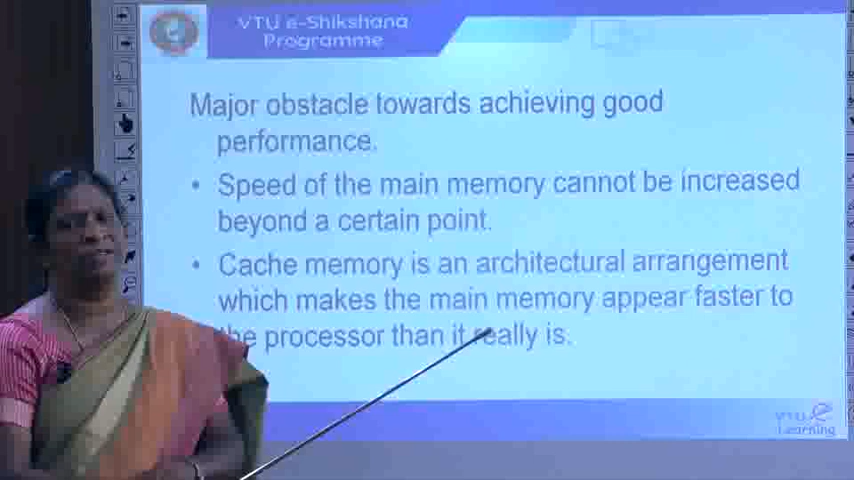 VTU e-Shikshana
Programme
Major obstacle towards achieving good
performance.
• Speed of the main memory cannot be increased
beyond a certain point.
• Cache memory is an architectural arrangement
which makes the main memory appear faster to
the processor than it really is.
VTU e
Learning